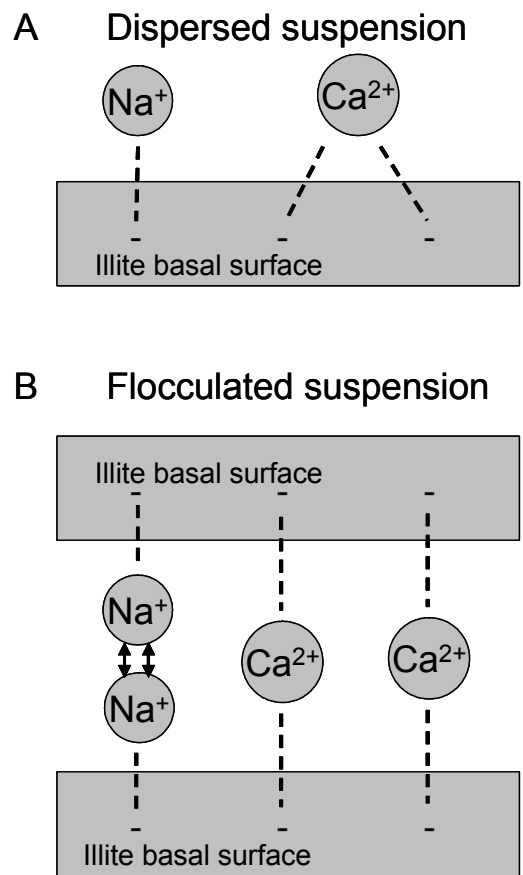 A Dispersed suspension
Na⁺ Ca²⁺
- - -
Illite basal surface
B Flocculated suspension
Illite basal surface
- - -
Na⁺
Ca²⁺ Ca²⁺
Na⁺
- - -
Illite basal surface